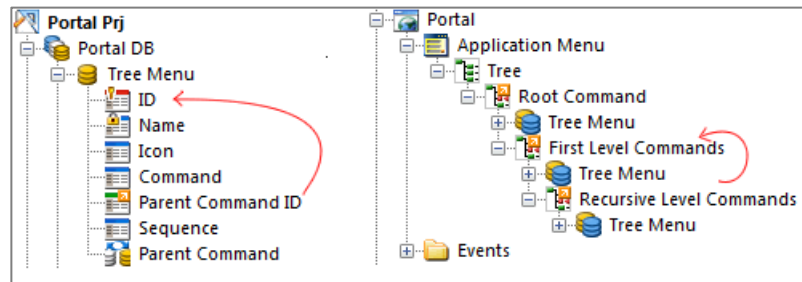 Portal Prj
Portal DB
Tree Menu
ID
Name
Icon
Command
Parent Command ID
Sequence
Parent Command
Portal
Application Menu
Tree
Root Command
Tree Menu
First Level Commands
Tree Menu
Recursive Level Commands
Tree Menu
Events